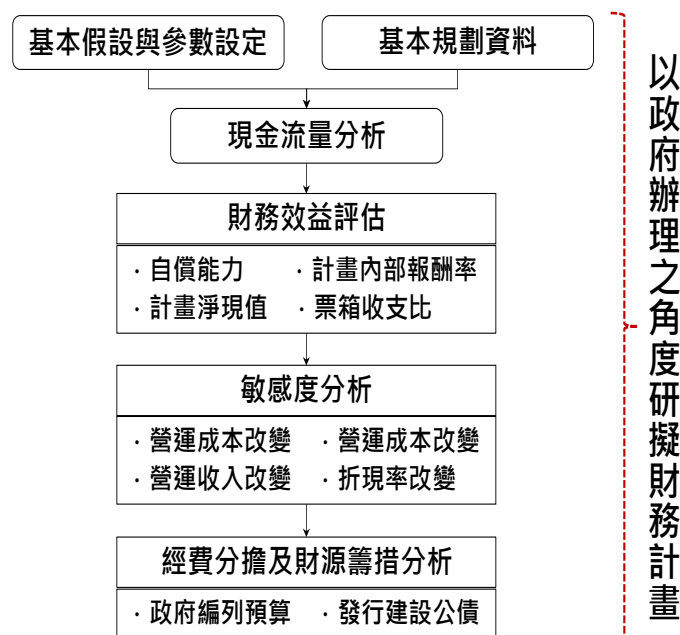 基本假設與參數設定
基本規劃資料
現金流量分析
財務效益評估
．自償能力 ．計畫內部報酬率
．計畫淨現值 ．票箱收支比
敏感度分析
．營運成本改變 ．營運成本改變
．營運收入改變 ．折現率改變
經費分擔及財源籌措分析
．政府編列預算 ．發行建設公債
以政府辦理之角度研擬財務計畫